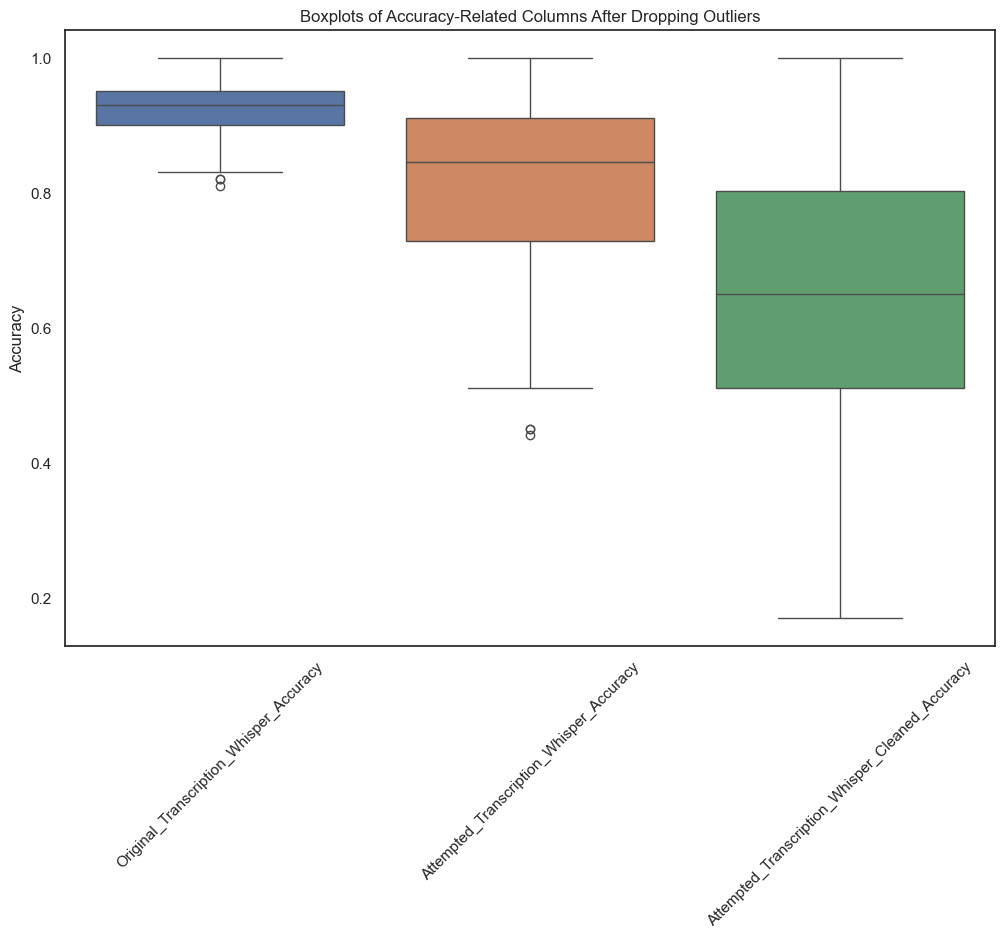 Boxplots of Accuracy-Related Columns After Dropping Outliers
1.0
0.8
0.6
0.4
0.2
Accuracy
Original_Transcription_Whisper_Accuracy
Attempted_Transcription_Whisper_Accuracy
Attempted_Transcription_Whisper_Cleaned_Accuracy